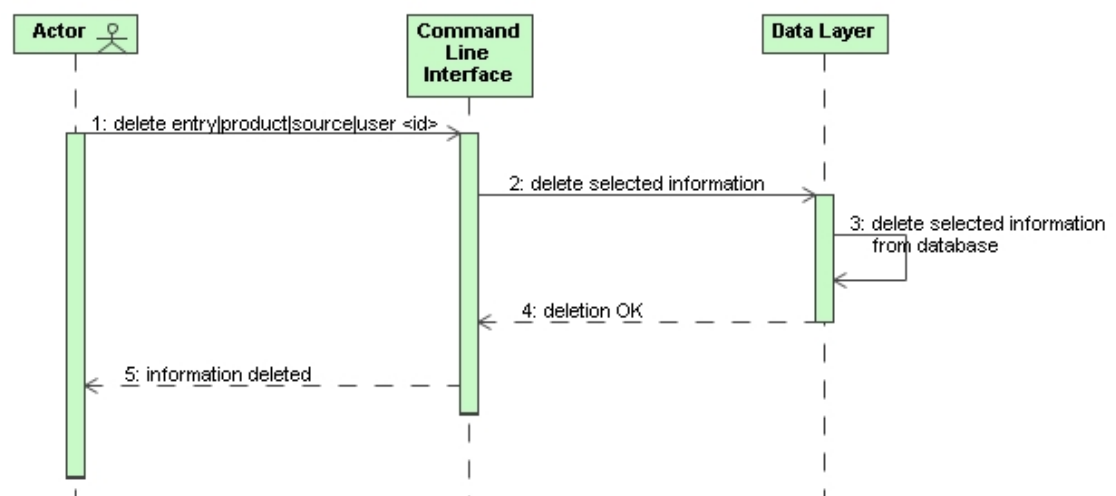 Actor
Command
Line
Interface
Data Layer
1: delete entry|product|source|user <id>
2: delete selected information
3: delete selected information
from database
4: deletion OK
5: information deleted